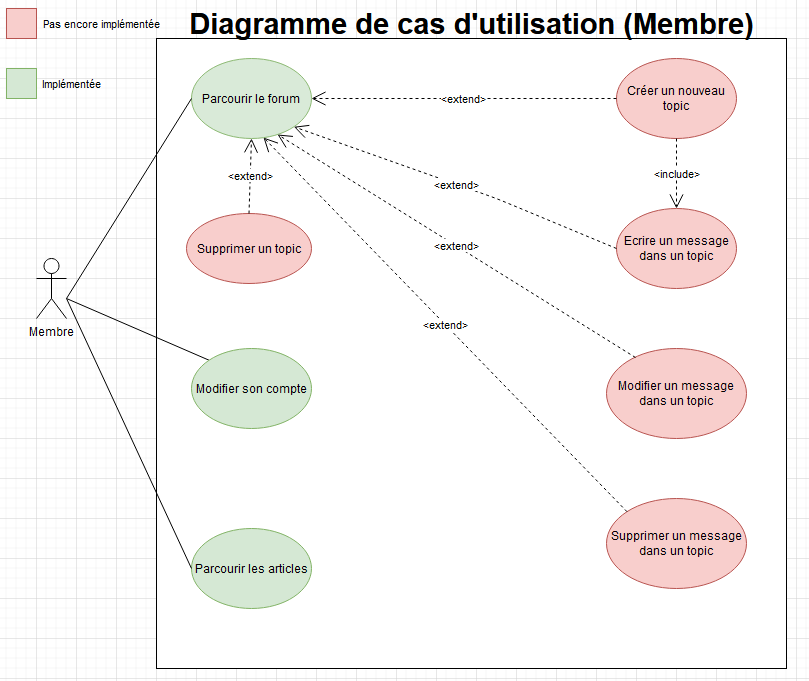 Diagramme de cas d'utilisation (Membre)
Pas encore implémentée
Implémentée
Parcourir le forum
<extend>
Créer un nouveau
topic
<extend>
<include>
<extend>
Supprimer un topic
Ecrire un message
dans un topic
<extend>
Membre
<extend>
Modifier son compte
Modifier un message
dans un topic
Supprimer un message
dans un topic
Parcourir les articles